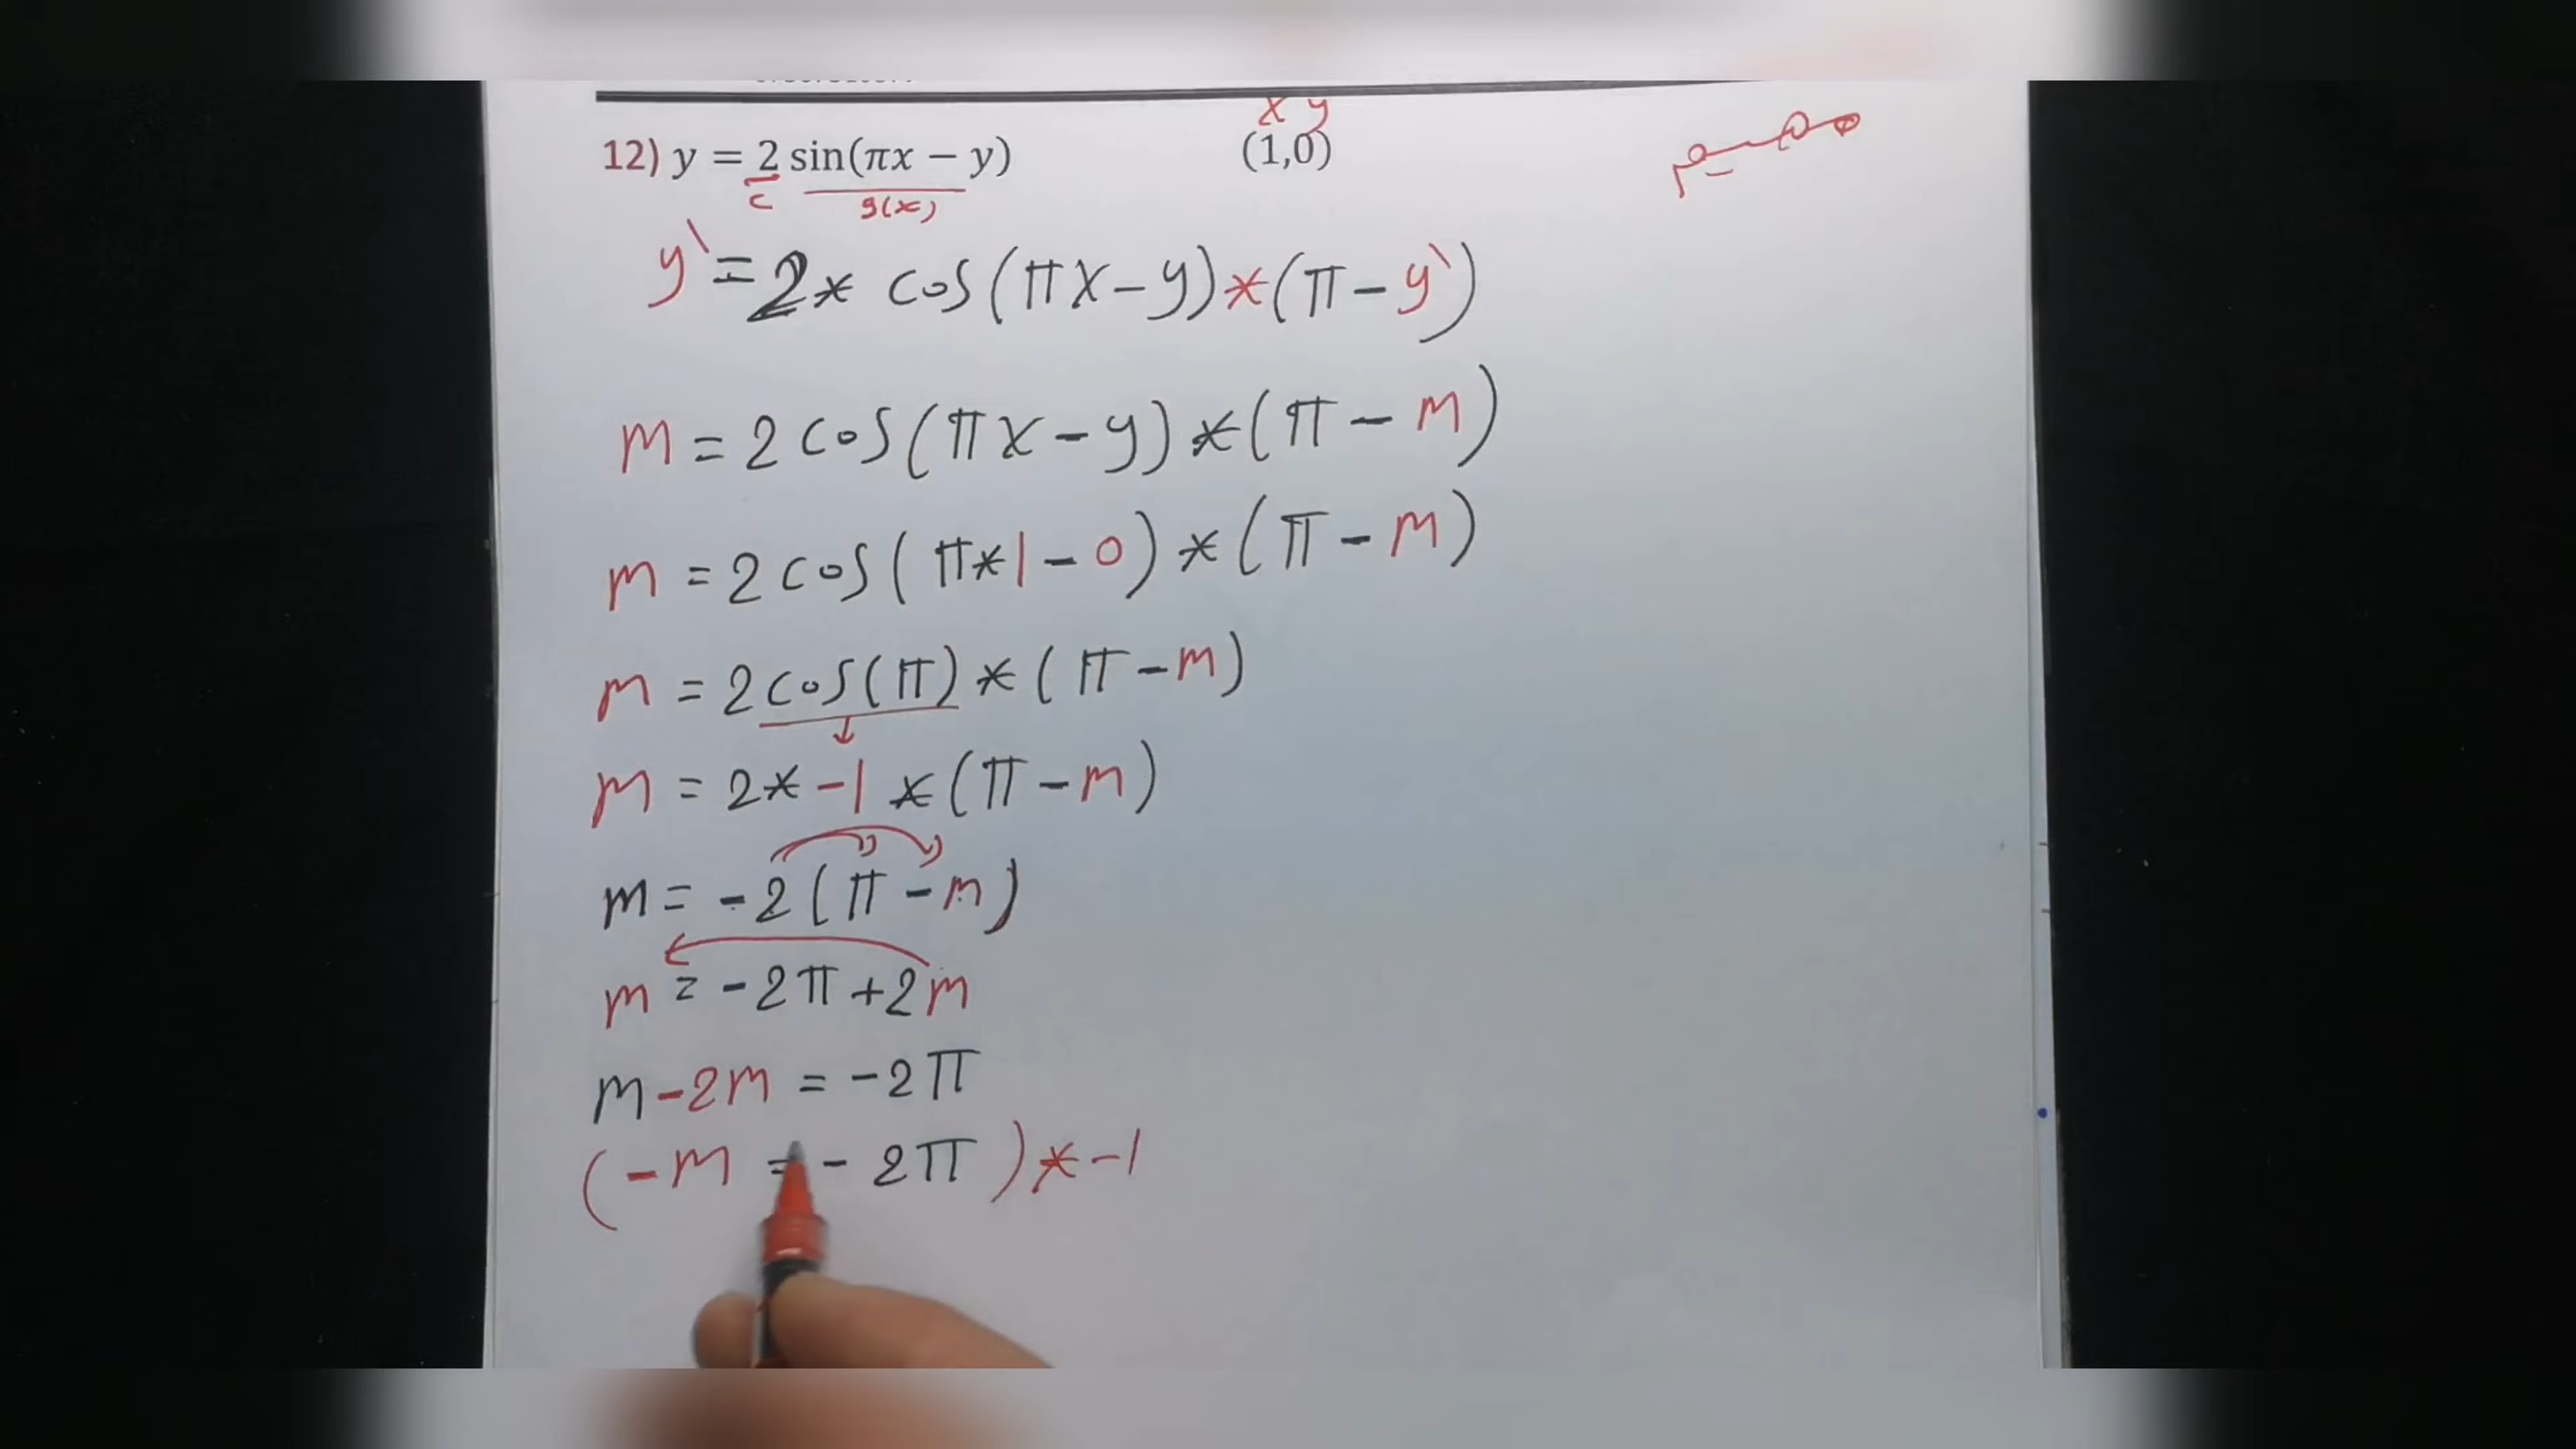 x y
12) y = 2 sin(πx − y) (1,0)
c g(x)
y` = 2* cos(πx-y)*(π-y`)
m = 2 cos(πx-y)*(π-m)
m = 2 cos(π*1-0)*(π-m)
m = 2 cos(π)*(π-m)
m = 2*-1*(π-m)
m = -2(π-m)
m = -2π+2m
m-2m = -2π
(-m = - 2π)*-1